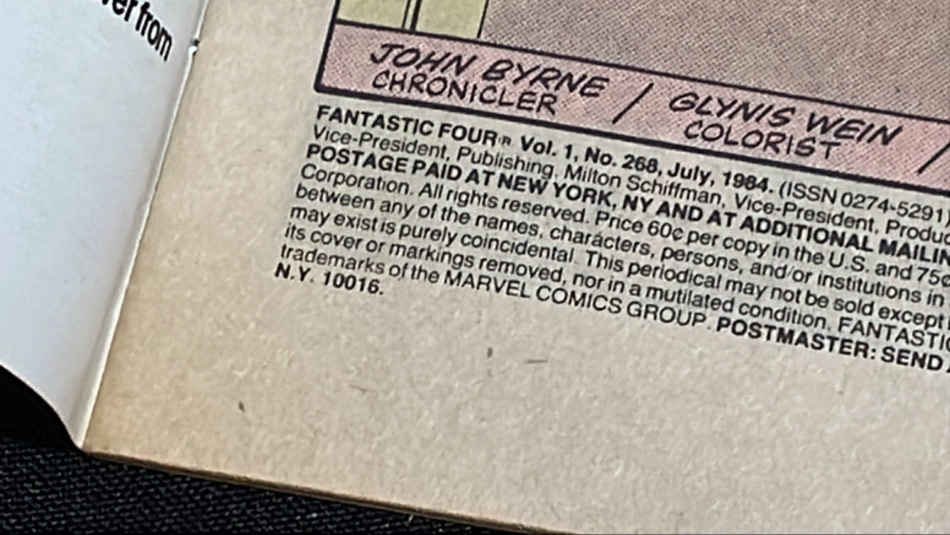 er from
JOHN BYRNE / GLYNIS WEIN /
CHRONICLER COLORIST
FANTASTIC FOUR® Vol. 1, No. 268, July, 1984. (ISSN 0274-5291)
Vice-President, Publishing, Milton Schiffman, Vice-President, Produc
POSTAGE PAID AT NEW YORK, NY AND AT ADDITIONAL MAILIN
Corporation. All rights reserved. Price 60¢ per copy in the U.S. and 75¢
between any of the names, characters, persons, and/or institutions in
may exist is purely coincidental. This periodical may not be sold except
its cover or markings removed, nor in a mutilated condition. FANTASTIC
trademarks of the MARVEL COMICS GROUP. POSTMASTER: SEND
N.Y. 10016.